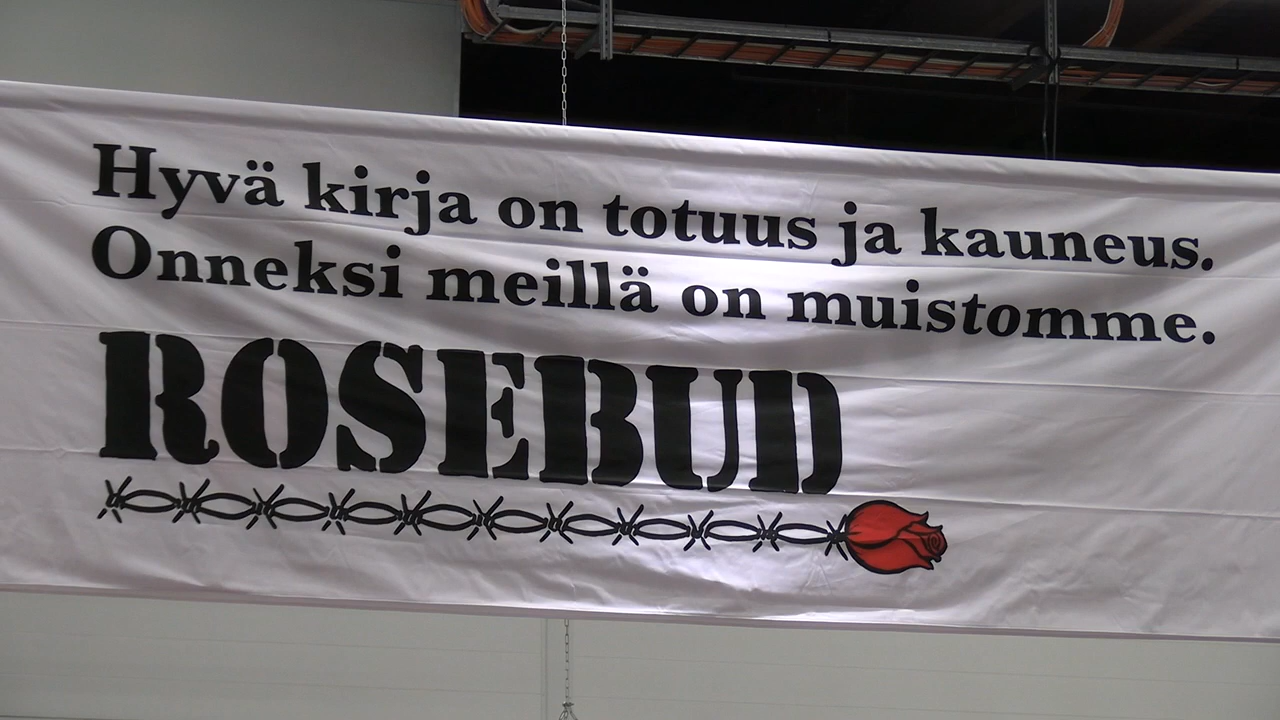 Hyvä kirja on totuus ja kauneus.
Onneksi meillä on muistomme.
ROSEBUD